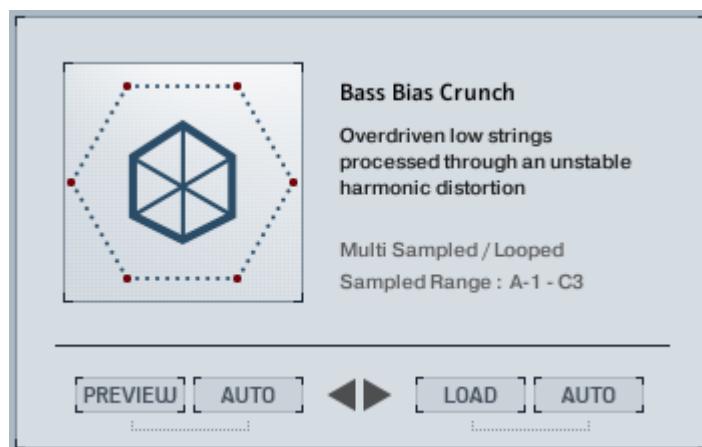 Bass Bias Crunch
Overdriven low strings
processed through an unstable
harmonic distortion
Multi Sampled / Looped
Sampled Range : A-1 - C3
PREVIEW AUTO LOAD AUTO